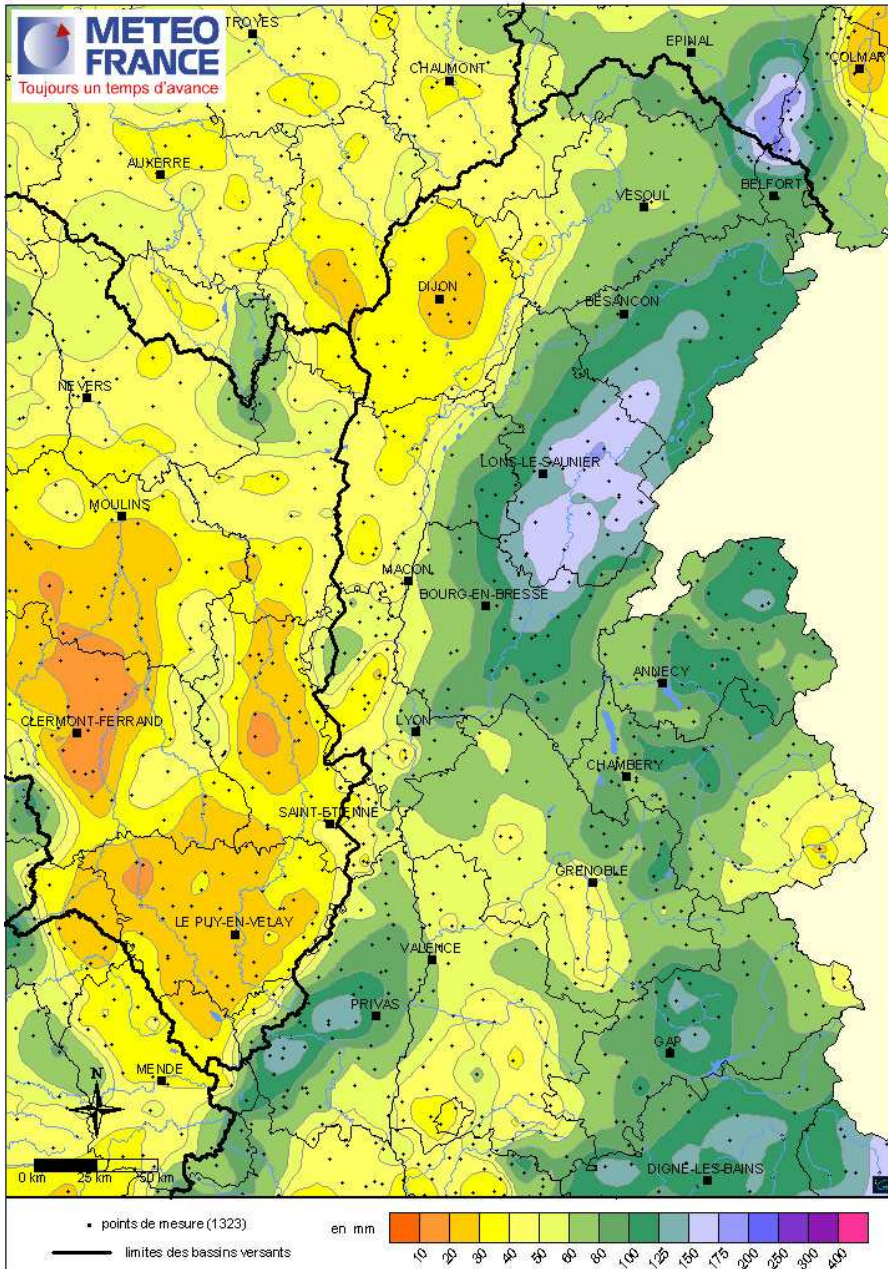 METEO
FRANCE
Toujours un temps d'avance
TROYES
EPINAL
COLMAR
CHAUMONT
AUXERRE
BELFORT
VESOUL
DIJON
BESANCON
NEVERS
LONS-LE-SAUNIER
MOULINS
MACON
BOURG-EN-BRESSE
ANNECY
CLERMONT-FERRAND
LYON
CHAMBERY
SAINT-ETIENNE
GRENOBLE
LE PUY-EN-VELAY
VALENCE
PRIVAS
GAP
MENDE
N
DIGNE-LES-BAINS
0 km 25 km 50 km
points de mesure (1323)
limites des bassins versants
en mm
10 20 30 40 50 60 80 100 125 150 175 200 250 300 400